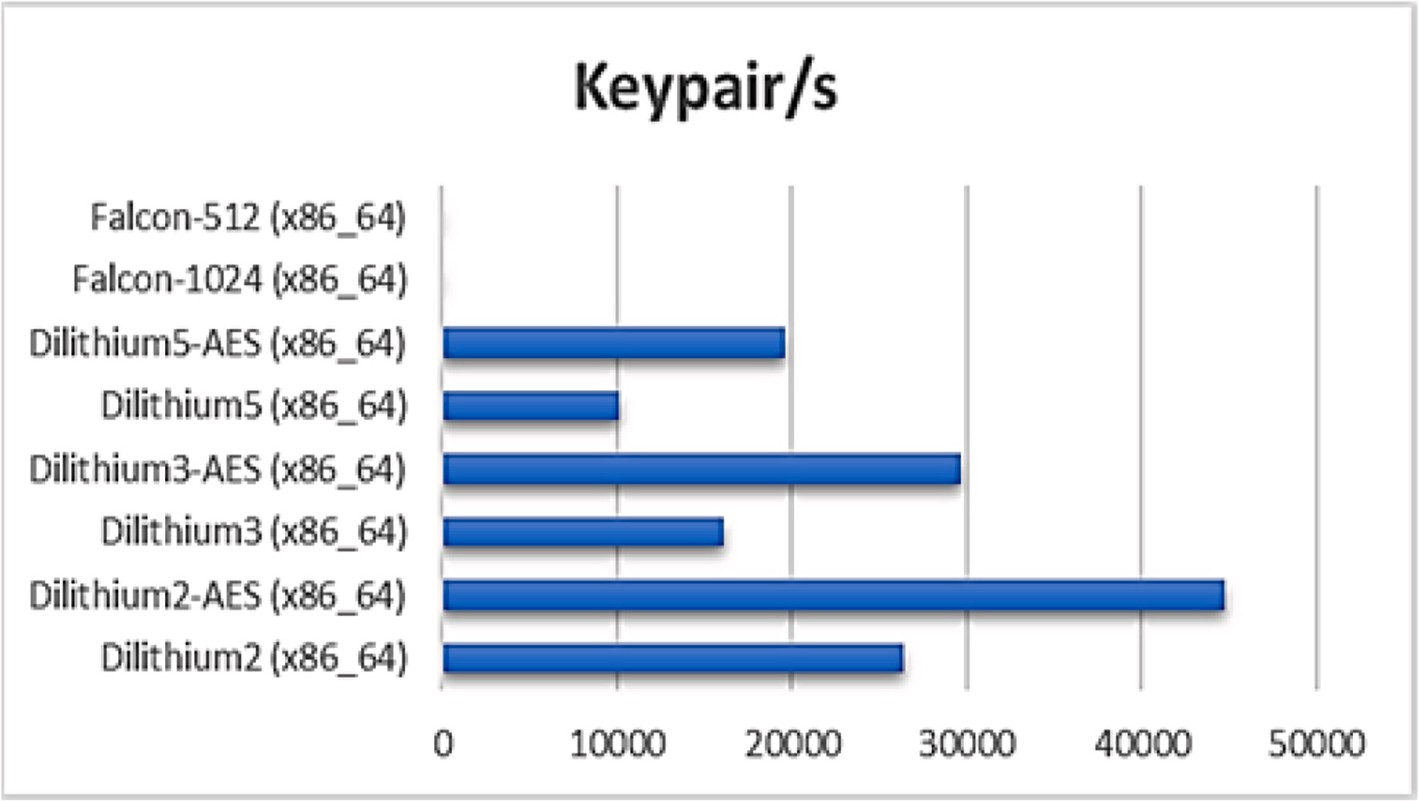 Keypair/s
Falcon-512 (x86_64)
Falcon-1024 (x86_64)
Dilithium5-AES (x86_64)
Dilithium5 (x86_64)
Dilithium3-AES (x86_64)
Dilithium3 (x86_64)
Dilithium2-AES (x86_64)
Dilithium2 (x86_64)
0 10000 20000 30000 40000 50000